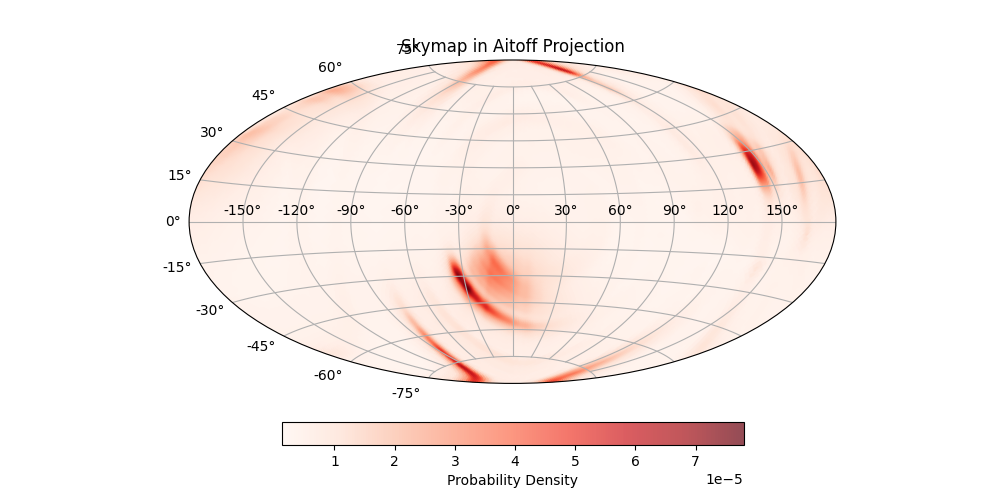 Skymap in Aitoff Projection
75°
60°
45°
30°
15°
0°
-150° -120° -90° -60° -30° 0° 30° 60° 90° 120° 150°
-15°
-30°
-45°
-60°
-75°
1 2 3 4 5 6 7
1e−5
Probability Density